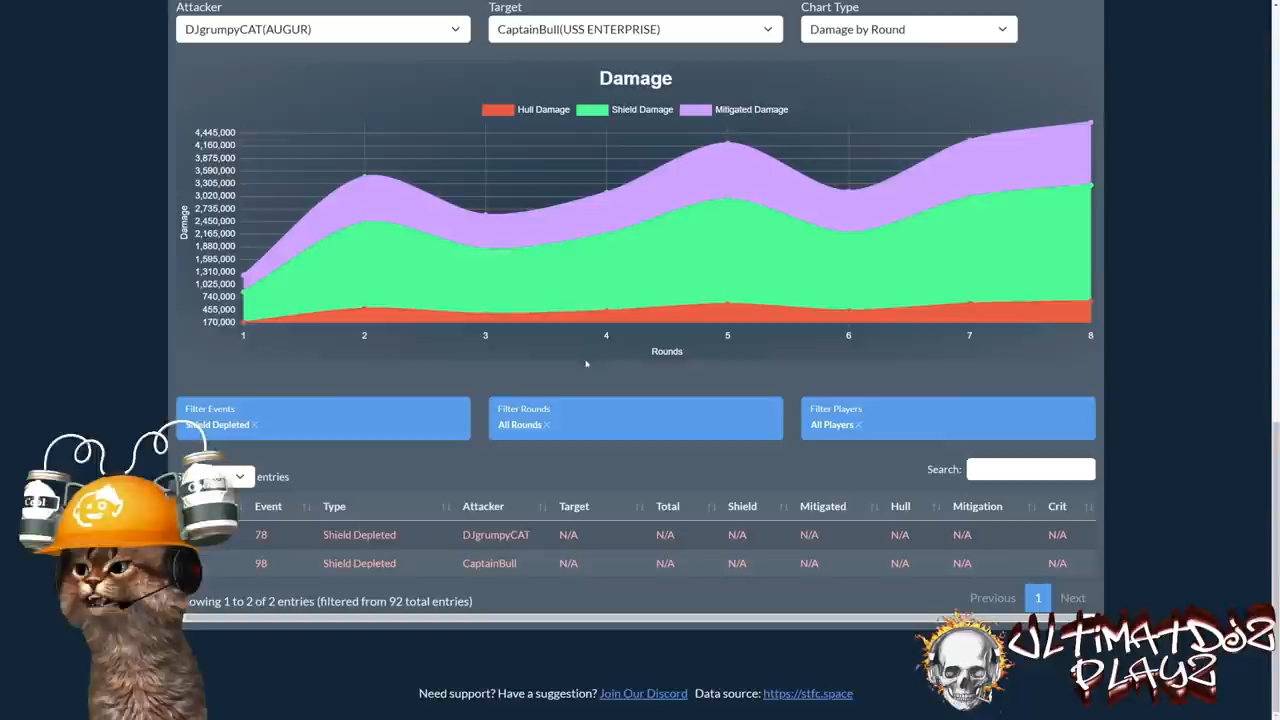 Attacker
Target
Chart Type
DJgrumpyCAT(AUGUR)
CaptainBull(USS ENTERPRISE)
Damage by Round
Damage
Hull Damage
Shield Damage
Mitigated Damage
4,445,000
4,160,000
3,875,000
3,590,000
3,305,000
3,020,000
2,735,000
2,450,000
2,165,000
1,880,000
1,595,000
1,310,000
1,025,000
740,000
455,000
170,000
Damage
1 2 3 4 5 6 7 8
Rounds
Filter Events
Shield Depleted
Filter Rounds
All Rounds
Filter Players
All Players
entries
Search:
Event Type Attacker Target Total Shield Mitigated Hull Mitigation Crit
78 Shield Depleted DJgrumpyCAT N/A N/A N/A N/A N/A N/A N/A
98 Shield Depleted CaptainBull N/A N/A N/A N/A N/A N/A N/A
owing 1 to 2 of 2 entries (filtered from 92 total entries)
Previous 1 Next
Cool
ULTIMATDJZ
PLAYZ
Need support? Have a suggestion? Join Our Discord Data source: https://stfc.space